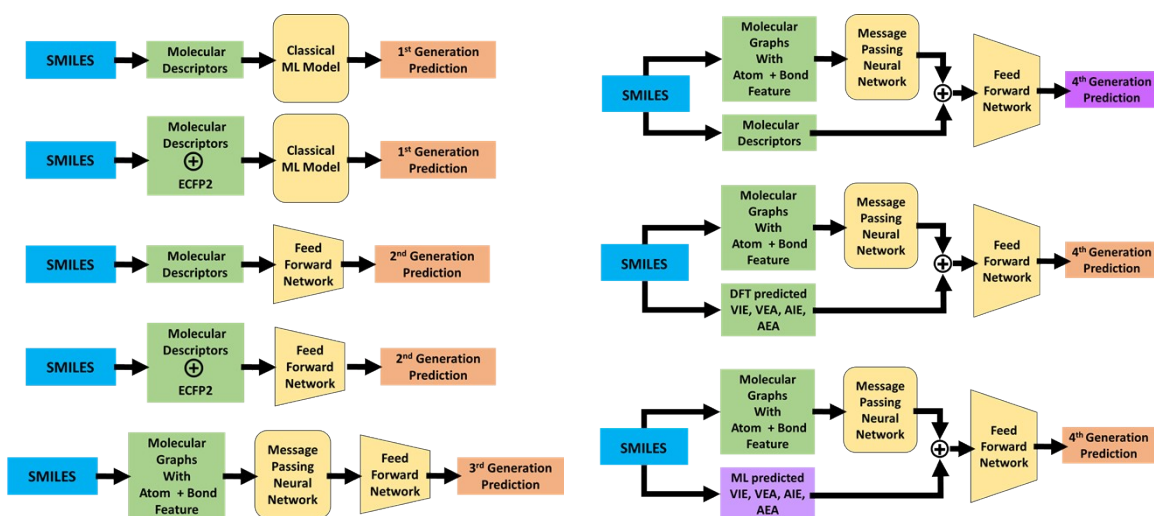 SMILES
Molecular
Descriptors
Classical
ML Model
1st Generation
Prediction
SMILES
Molecular
Descriptors
⊕
ECFP2
Classical
ML Model
1st Generation
Prediction
SMILES
Molecular
Descriptors
Feed
Forward
Network
2nd Generation
Prediction
SMILES
Molecular
Descriptors
⊕
ECFP2
Feed
Forward
Network
2nd Generation
Prediction
SMILES
Molecular
Graphs
With
Atom + Bond
Feature
Message
Passing
Neural
Network
Feed
Forward
Network
3rd Generation
Prediction
SMILES
Molecular
Graphs
With
Atom + Bond
Feature
Message
Passing
Neural
Network
Molecular
Descriptors
⊕
Feed
Forward
Network
4th Generation
Prediction
SMILES
Molecular
Graphs
With
Atom + Bond
Feature
Message
Passing
Neural
Network
DFT predicted
VIE, VEA, AIE,
AEA
⊕
Feed
Forward
Network
4th Generation
Prediction
SMILES
Molecular
Graphs
With
Atom + Bond
Feature
Message
Passing
Neural
Network
ML predicted
VIE, VEA, AIE,
AEA
⊕
Feed
Forward
Network
4th Generation
Prediction